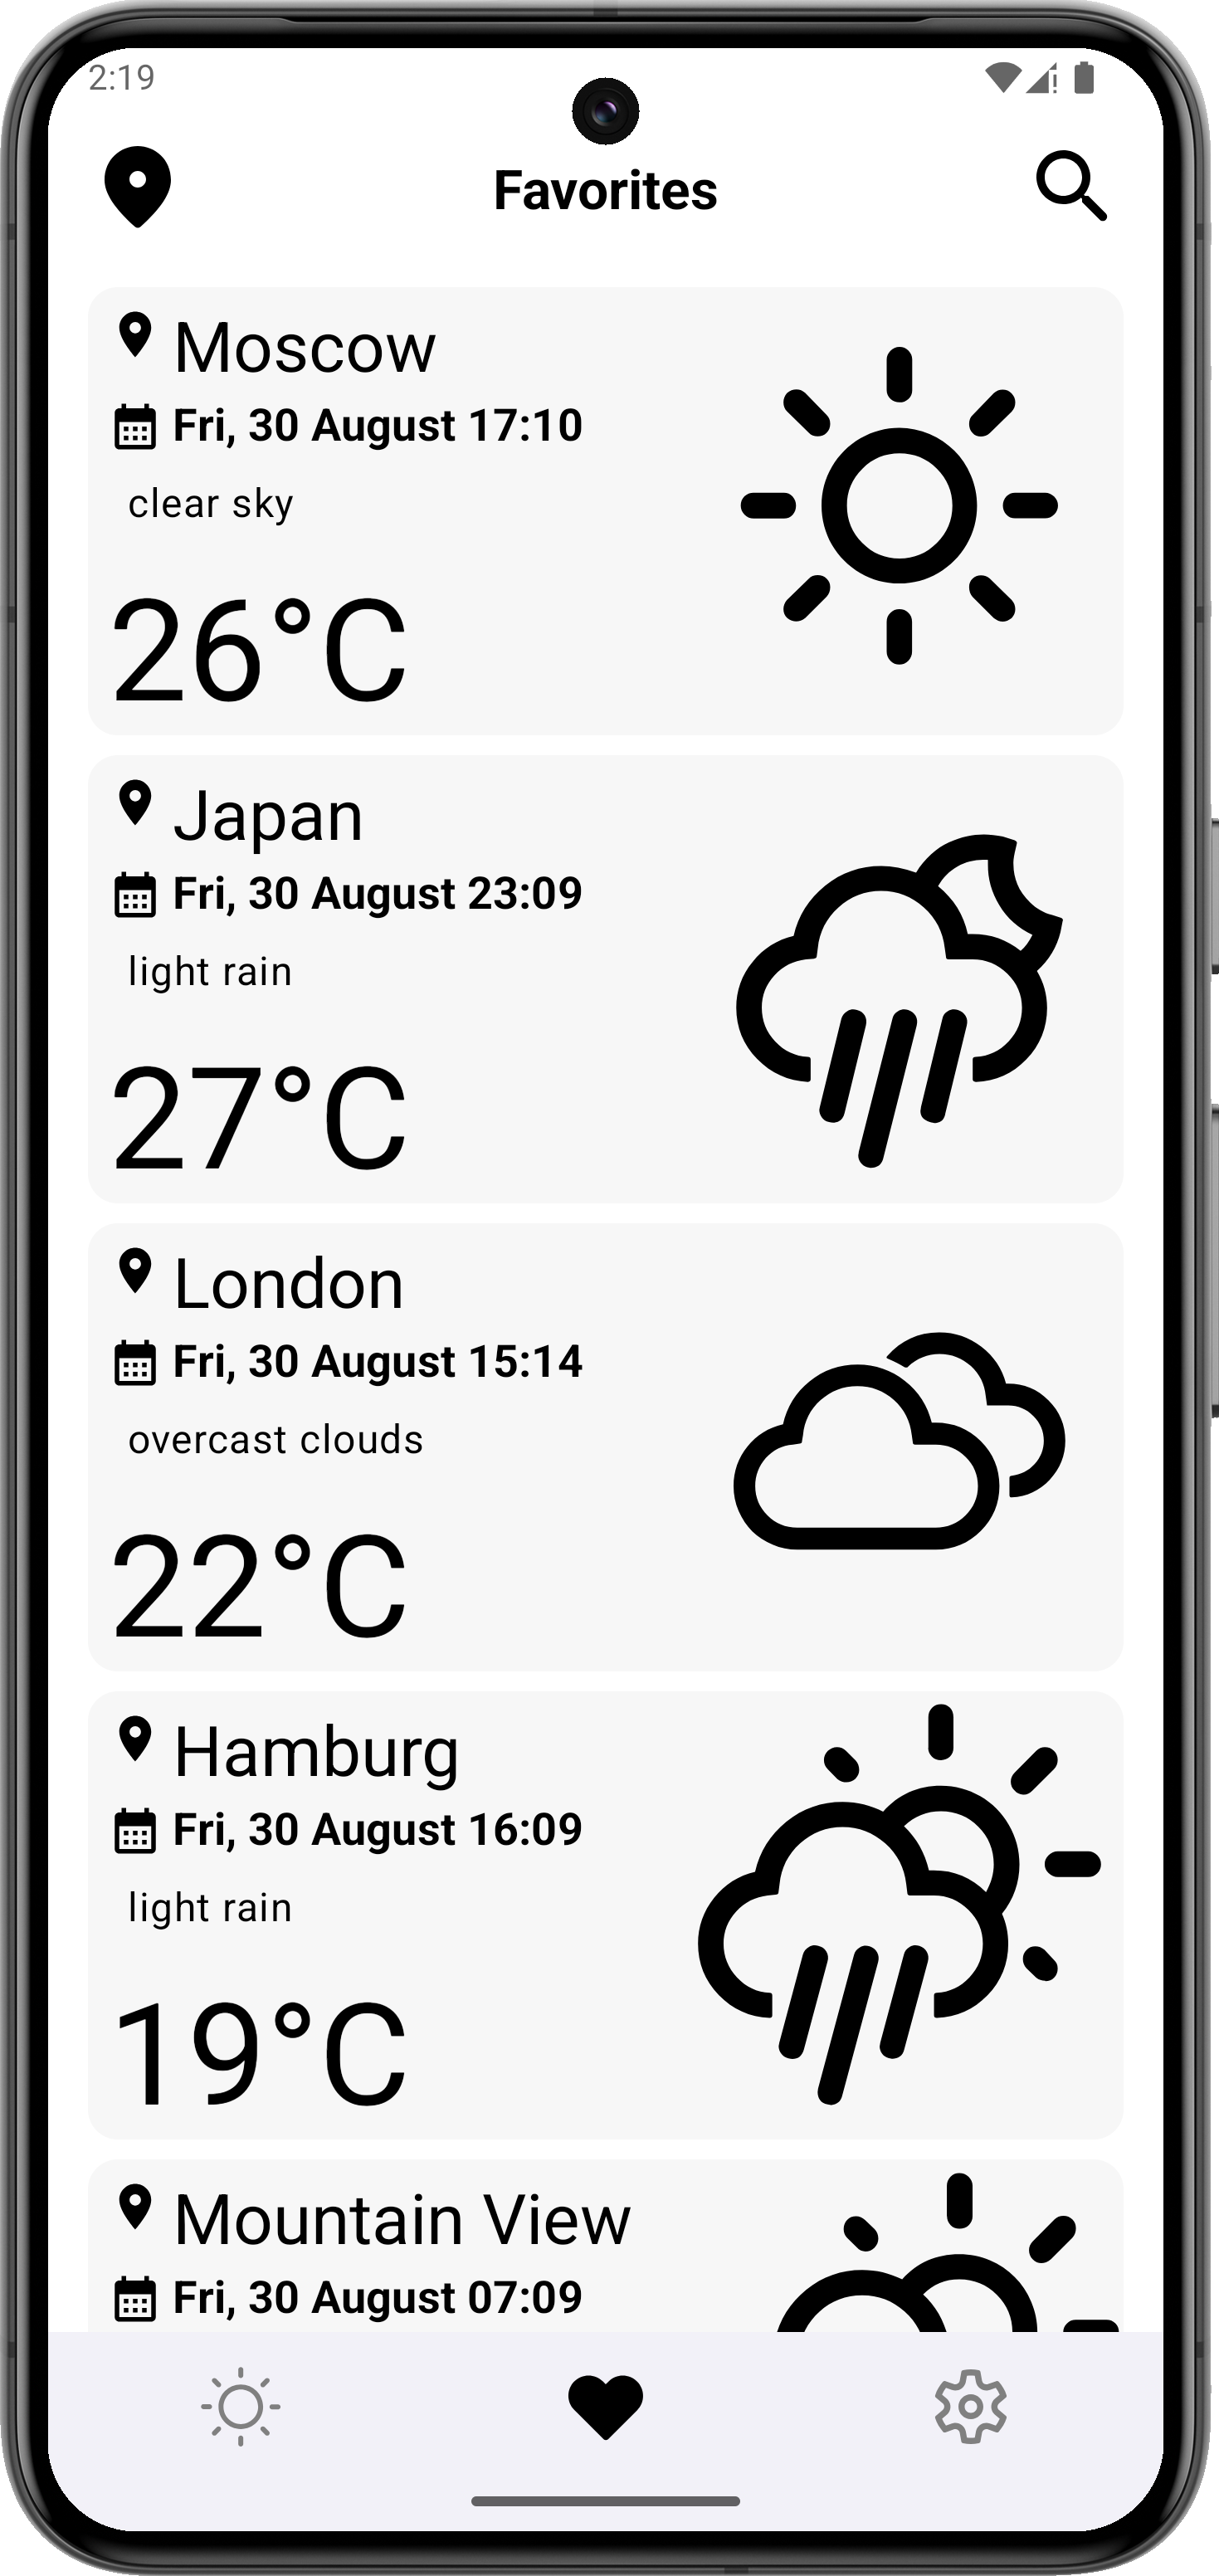 2:19
Favorites
Moscow
Fri, 30 August 17:10
clear sky
26°C
Japan
Fri, 30 August 23:09
light rain
27°C
London
Fri, 30 August 15:14
overcast clouds
22°C
Hamburg
Fri, 30 August 16:09
light rain
19°C
Mountain View
Fri, 30 August 07:09